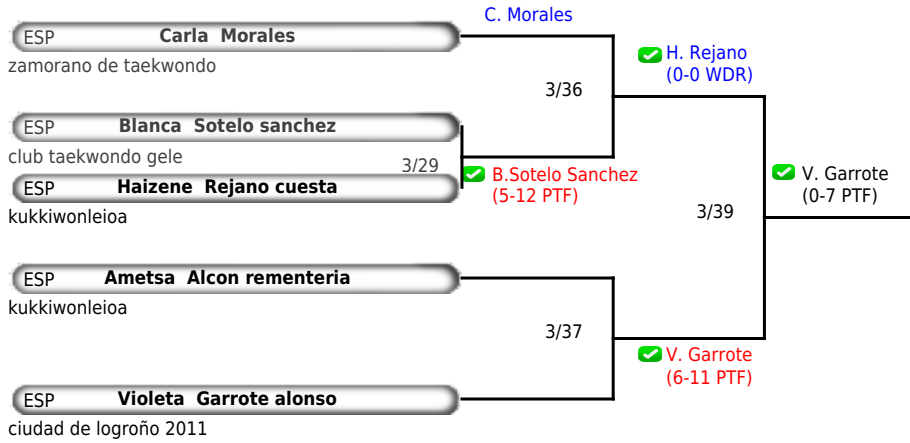 C. Morales
ESP Carla Morales
zamorano de taekwondo
H. Rejano
(0-0 WDR)
3/36
ESP Blanca Sotelo sanchez
club taekwondo gele
3/29
B.Sotelo Sanchez
(5-12 PTF)
ESP Haizene Rejano cuesta
kukkiwonleioa
V. Garrote
(0-7 PTF)
3/39
ESP Ametsa Alcon rementeria
kukkiwonleioa
3/37
V. Garrote
(6-11 PTF)
ESP Violeta Garrote alonso
ciudad de logroño 2011